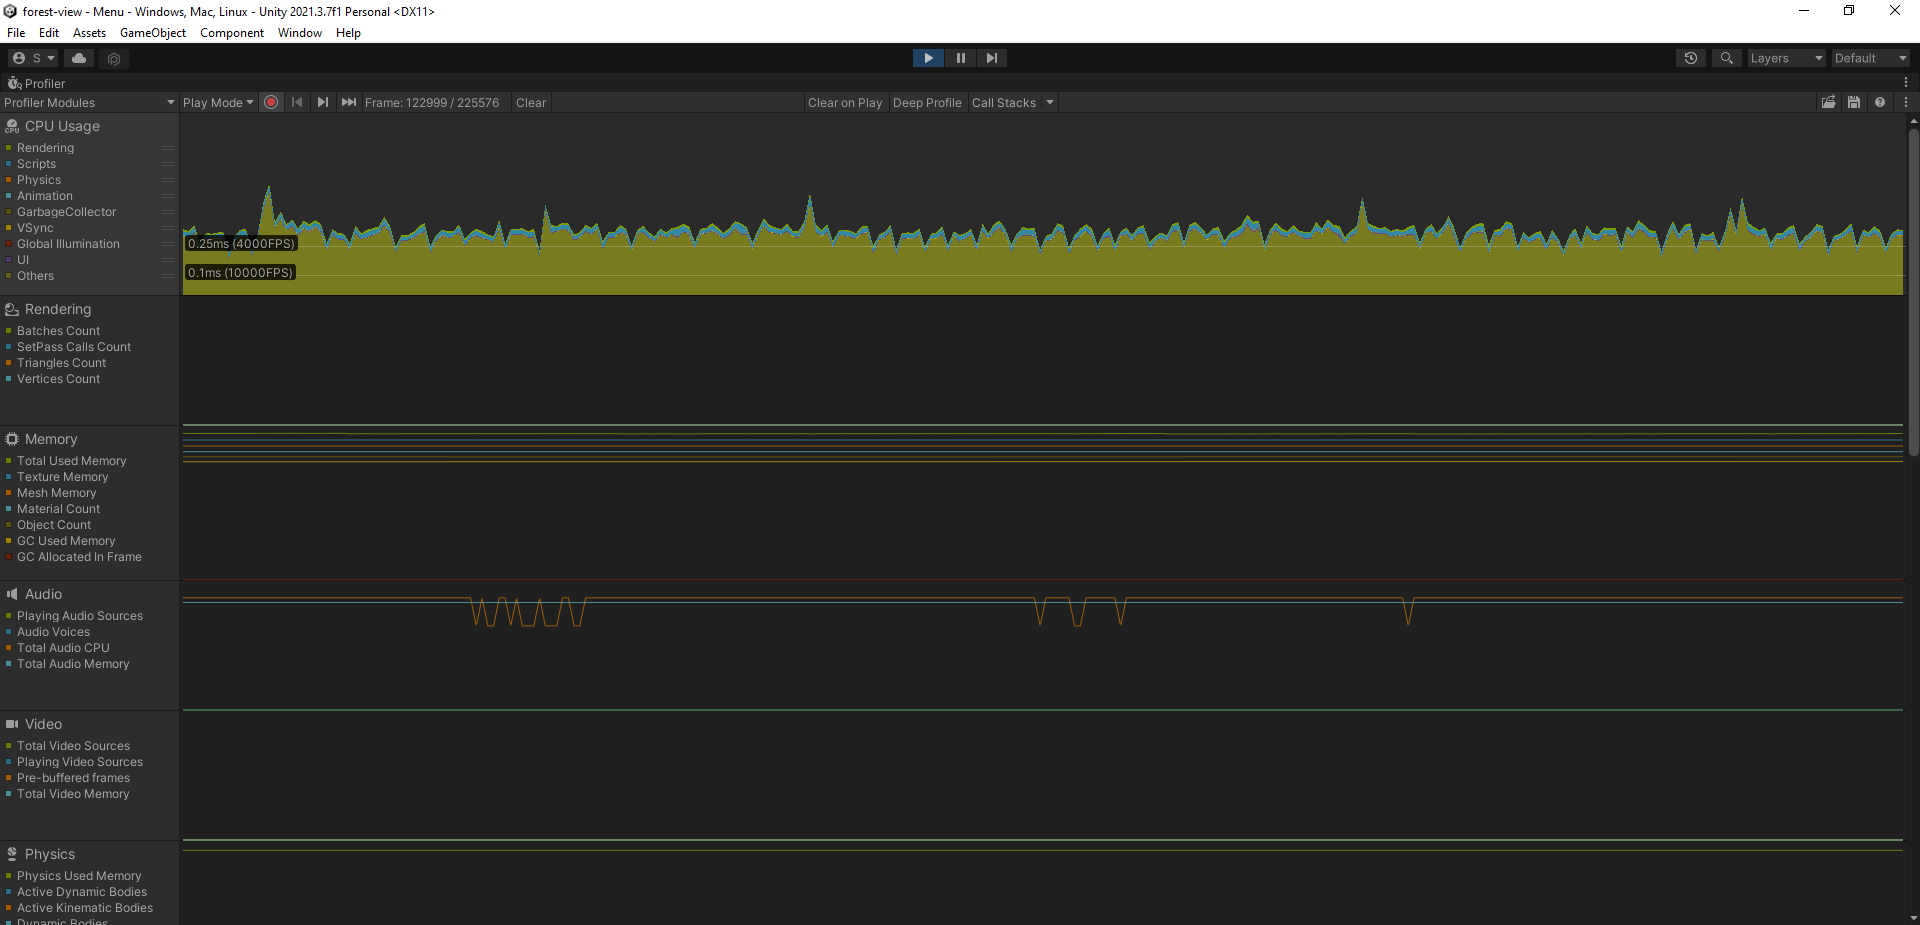 forest-view - Menu - Windows, Mac, Linux - Unity 2021.3.7f1 Personal <DX11>
File Edit Assets GameObject Component Window Help
S Layers Default
Profiler
Profiler Modules Play Mode Frame: 122999 / 225576 Clear Clear on Play Deep Profile Call Stacks
CPU Usage
Rendering
Scripts
Physics
Animation
GarbageCollector
VSync
Global Illumination
UI
Others
0.25ms (4000FPS)
0.1ms (10000FPS)
Rendering
Batches Count
SetPass Calls Count
Triangles Count
Vertices Count
Memory
Total Used Memory
Texture Memory
Mesh Memory
Material Count
Object Count
GC Used Memory
GC Allocated In Frame
Audio
Playing Audio Sources
Audio Voices
Total Audio CPU
Total Audio Memory
Video
Total Video Sources
Playing Video Sources
Pre-buffered frames
Total Video Memory
Physics
Physics Used Memory
Active Dynamic Bodies
Active Kinematic Bodies
Dynamic Bodies